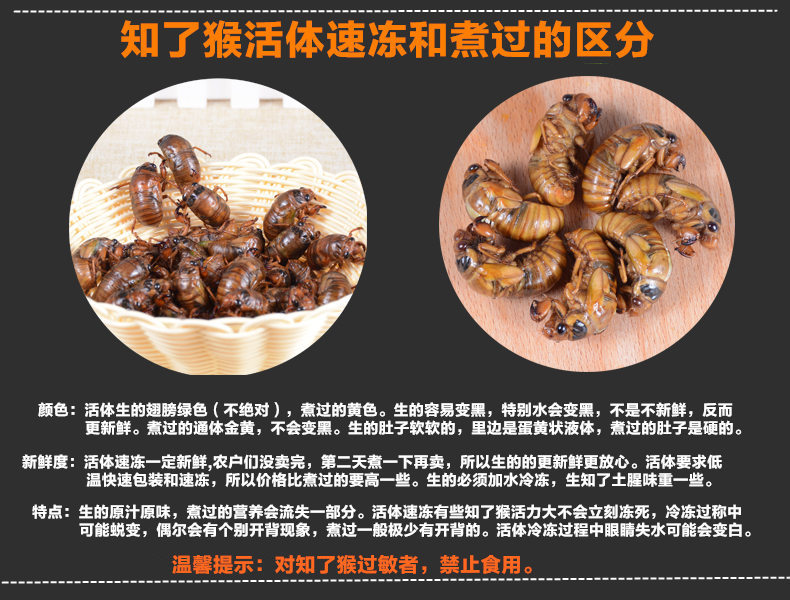 知了猴活体速冻和煮过的区分
颜色：活体生的翅膀绿色（不绝对），煮过的黄色。生的容易变黑，特别水会变黑，不是不新鲜，反而
更新鲜。煮过的通体金黄，不会变黑。生的肚子软软的，里边是蛋黄状液体，煮过的肚子是硬的。
新鲜度：活体速冻一定新鲜,农户们没卖完，第二天煮一下再卖，所以生的的更新鲜更放心。活体要求低
温快速包装和速冻，所以价格比煮过的要高一些。生的必须加水冷冻，生知了土腥味重一些。
特点：生的原汁原味，煮过的营养会流失一部分。活体速冻有些知了猴活力大不会立刻冻死，冷冻过称中
可能蜕变，偶尔会有个别开背现象，煮过一般极少有开背的。活体冷冻过程中眼睛失水可能会变白。
温馨提示：对知了猴过敏者，禁止食用。